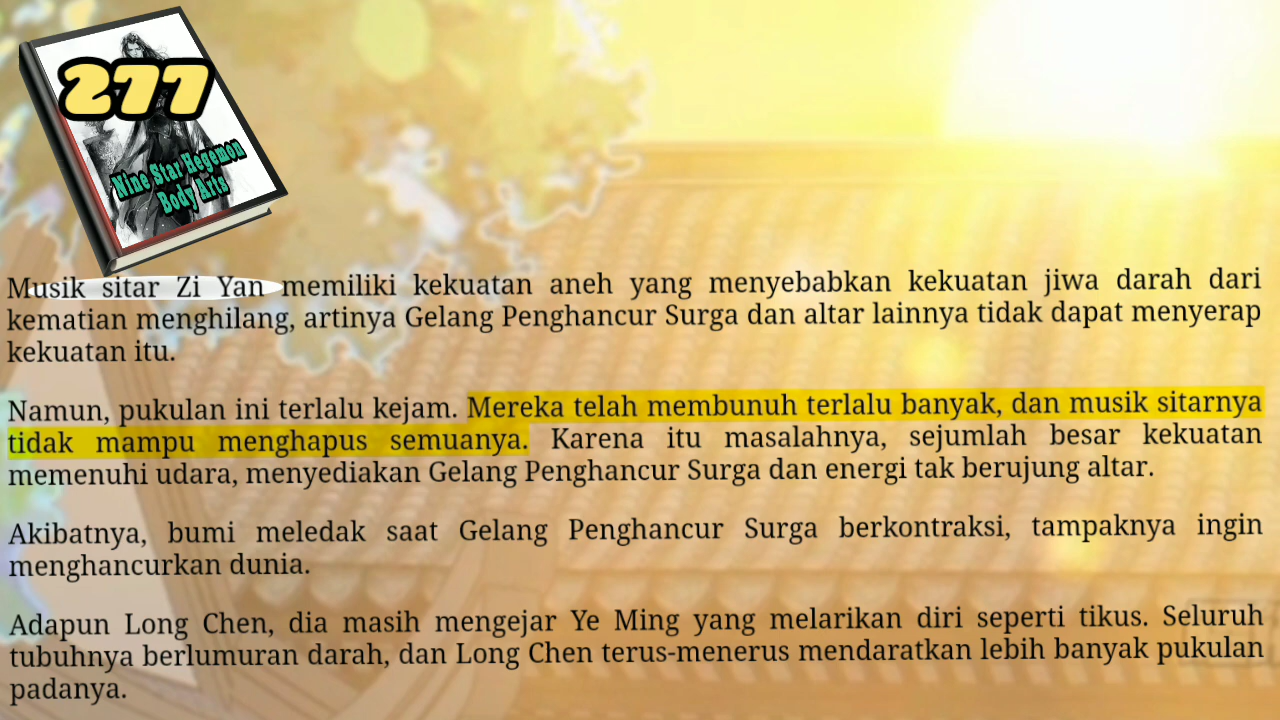 277
Nine Star Hegemon
Body Arts
Musik sitar Zi Yan memiliki kekuatan aneh yang menyebabkan kekuatan jiwa darah dari
kematian menghilang, artinya Gelang Penghancur Surga dan altar lainnya tidak dapat menyerap
kekuatan itu.
Namun, pukulan ini terlalu kejam. Mereka telah membunuh terlalu banyak, dan musik sitarnya
tidak mampu menghapus semuanya. Karena itu masalahnya, sejumlah besar kekuatan
memenuhi udara, menyediakan Gelang Penghancur Surga dan energi tak berujung altar.
Akibatnya, bumi meledak saat Gelang Penghancur Surga berkontraksi, tampaknya ingin
menghancurkan dunia.
Adapun Long Chen, dia masih mengejar Ye Ming yang melarikan diri seperti tikus. Seluruh
tubuhnya berlumuran darah, dan Long Chen terus-menerus mendaratkan lebih banyak pukulan
padanya.